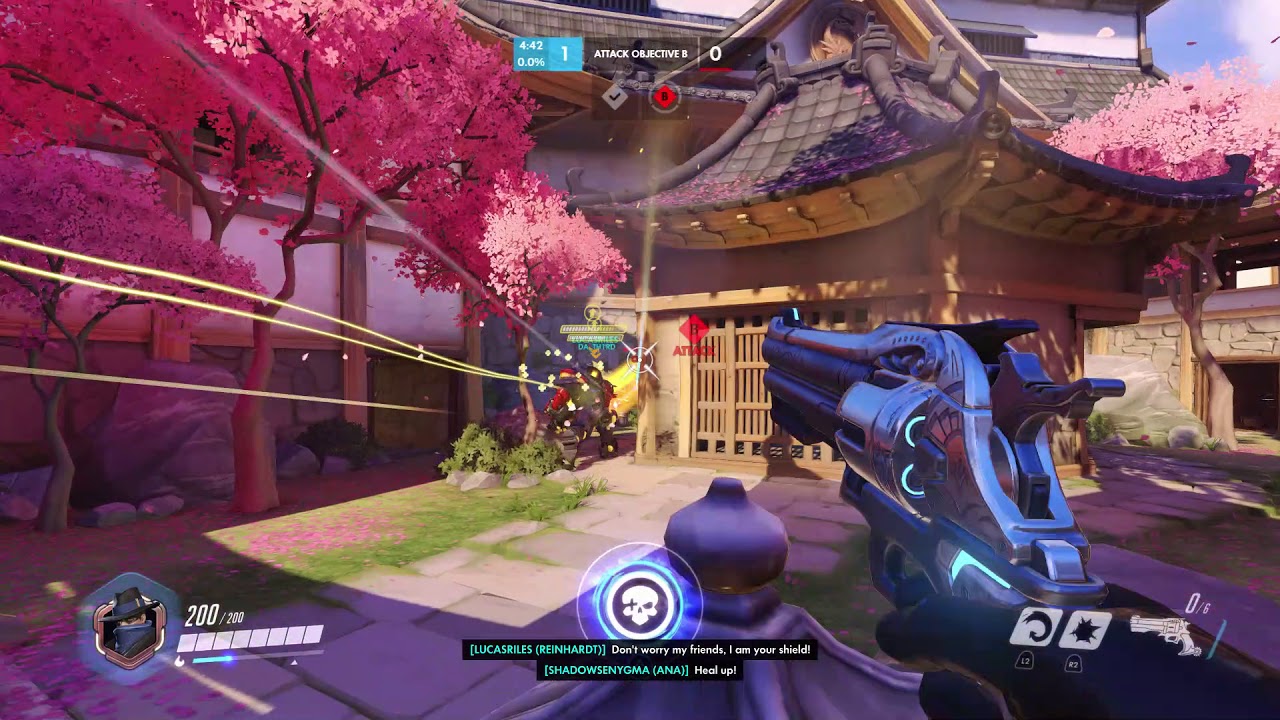 4:42
0.0%
1
ATTACK OBJECTIVE B
0
B
DA_TH1RD
B
ATTACK
200/200
[LUCASRILES (REINHARDT)] Don't worry my friends, I am your shield!
[SHADOWSENYGMA (ANA)] Heal up!
L2
R2
0/6